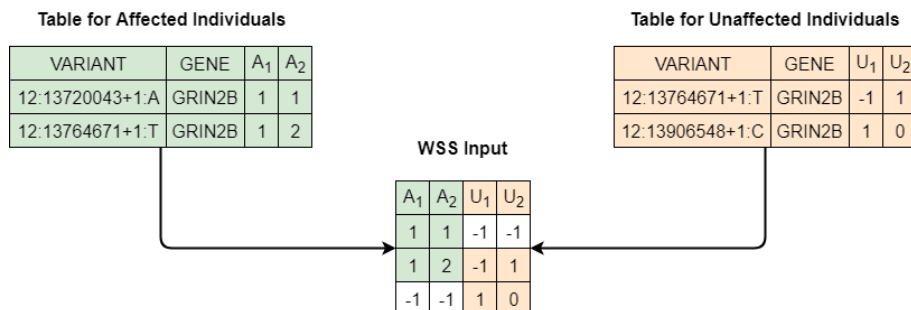 Table for Affected Individuals
VARIANT GENE A1 A2
12:13720043+1:A GRIN2B 1 1
12:13764671+1:T GRIN2B 1 2
Table for Unaffected Individuals
VARIANT GENE U1 U2
12:13764671+1:T GRIN2B -1 1
12:13906548+1:C GRIN2B 1 0
WSS Input
A1 A2 U1 U2
1 1 -1 -1
1 2 -1 1
-1 -1 1 0